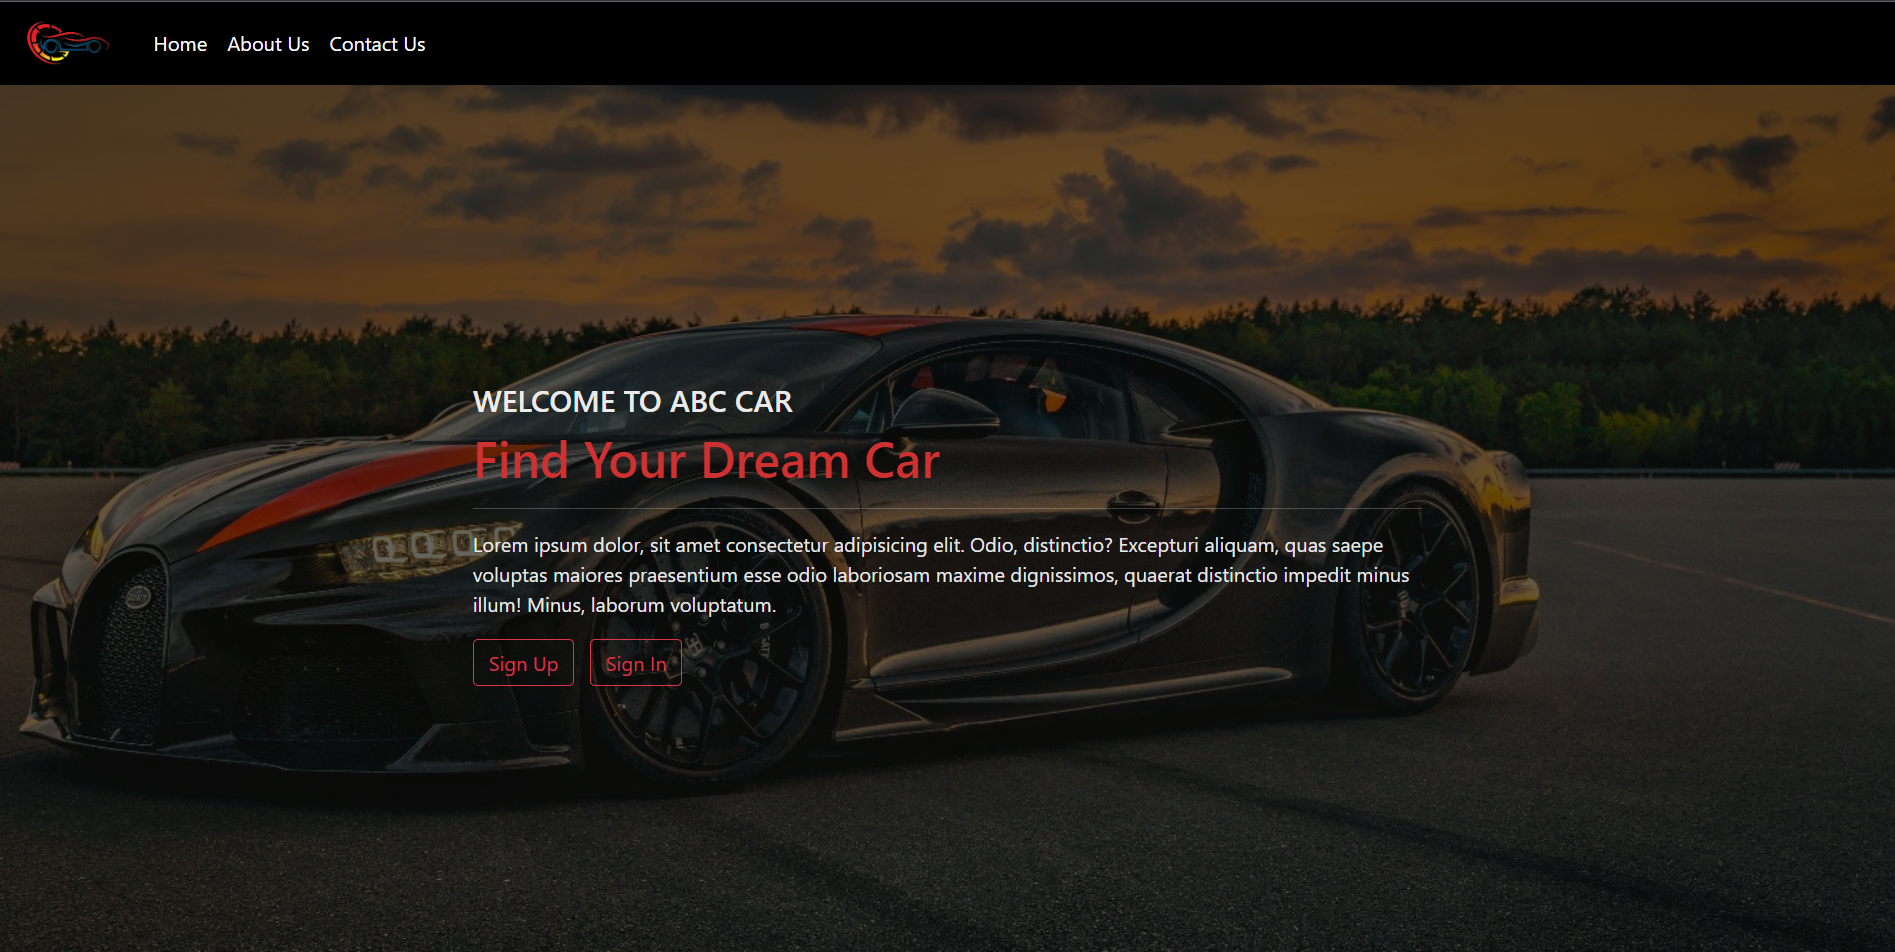 Home About Us Contact Us
WELCOME TO ABC CAR
Find Your Dream Car
Lorem ipsum dolor, sit amet consectetur adipisicing elit. Odio, distinctio? Excepturi aliquam, quas saepe
voluptas maiores praesentium esse odio laboriosam maxime dignissimos, quaerat distinctio impedit minus
illum! Minus, laborum voluptatum.
Sign Up Sign In